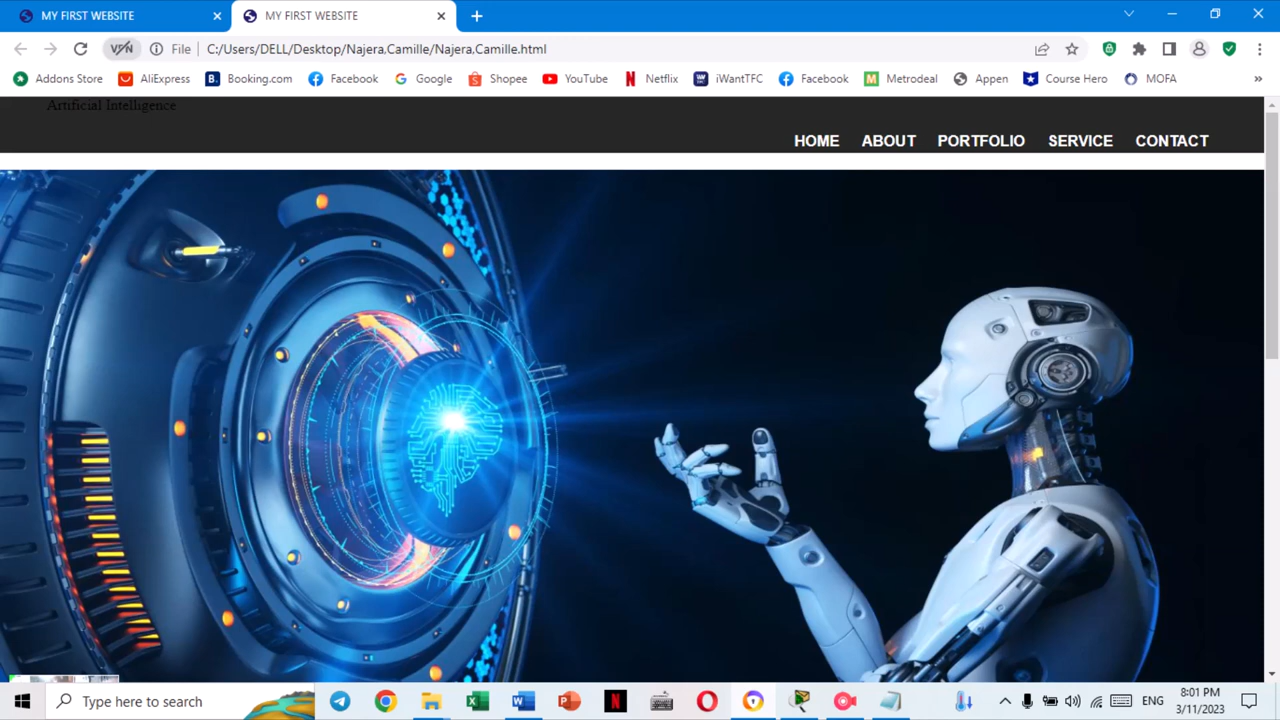 MY FIRST WEBSITE
MY FIRST WEBSITE
VPN File C:/Users/DELL/Desktop/Najera,Camille/Najera,Camille.html
Addons Store AliExpress Booking.com Facebook Google Shopee YouTube Netflix iWantTFC Facebook Metrodeal Appen Course Hero MOFA
Artificial Intelligence
HOME ABOUT PORTFOLIO SERVICE CONTACT
Type here to search
ENG
8:01 PM
3/11/2023